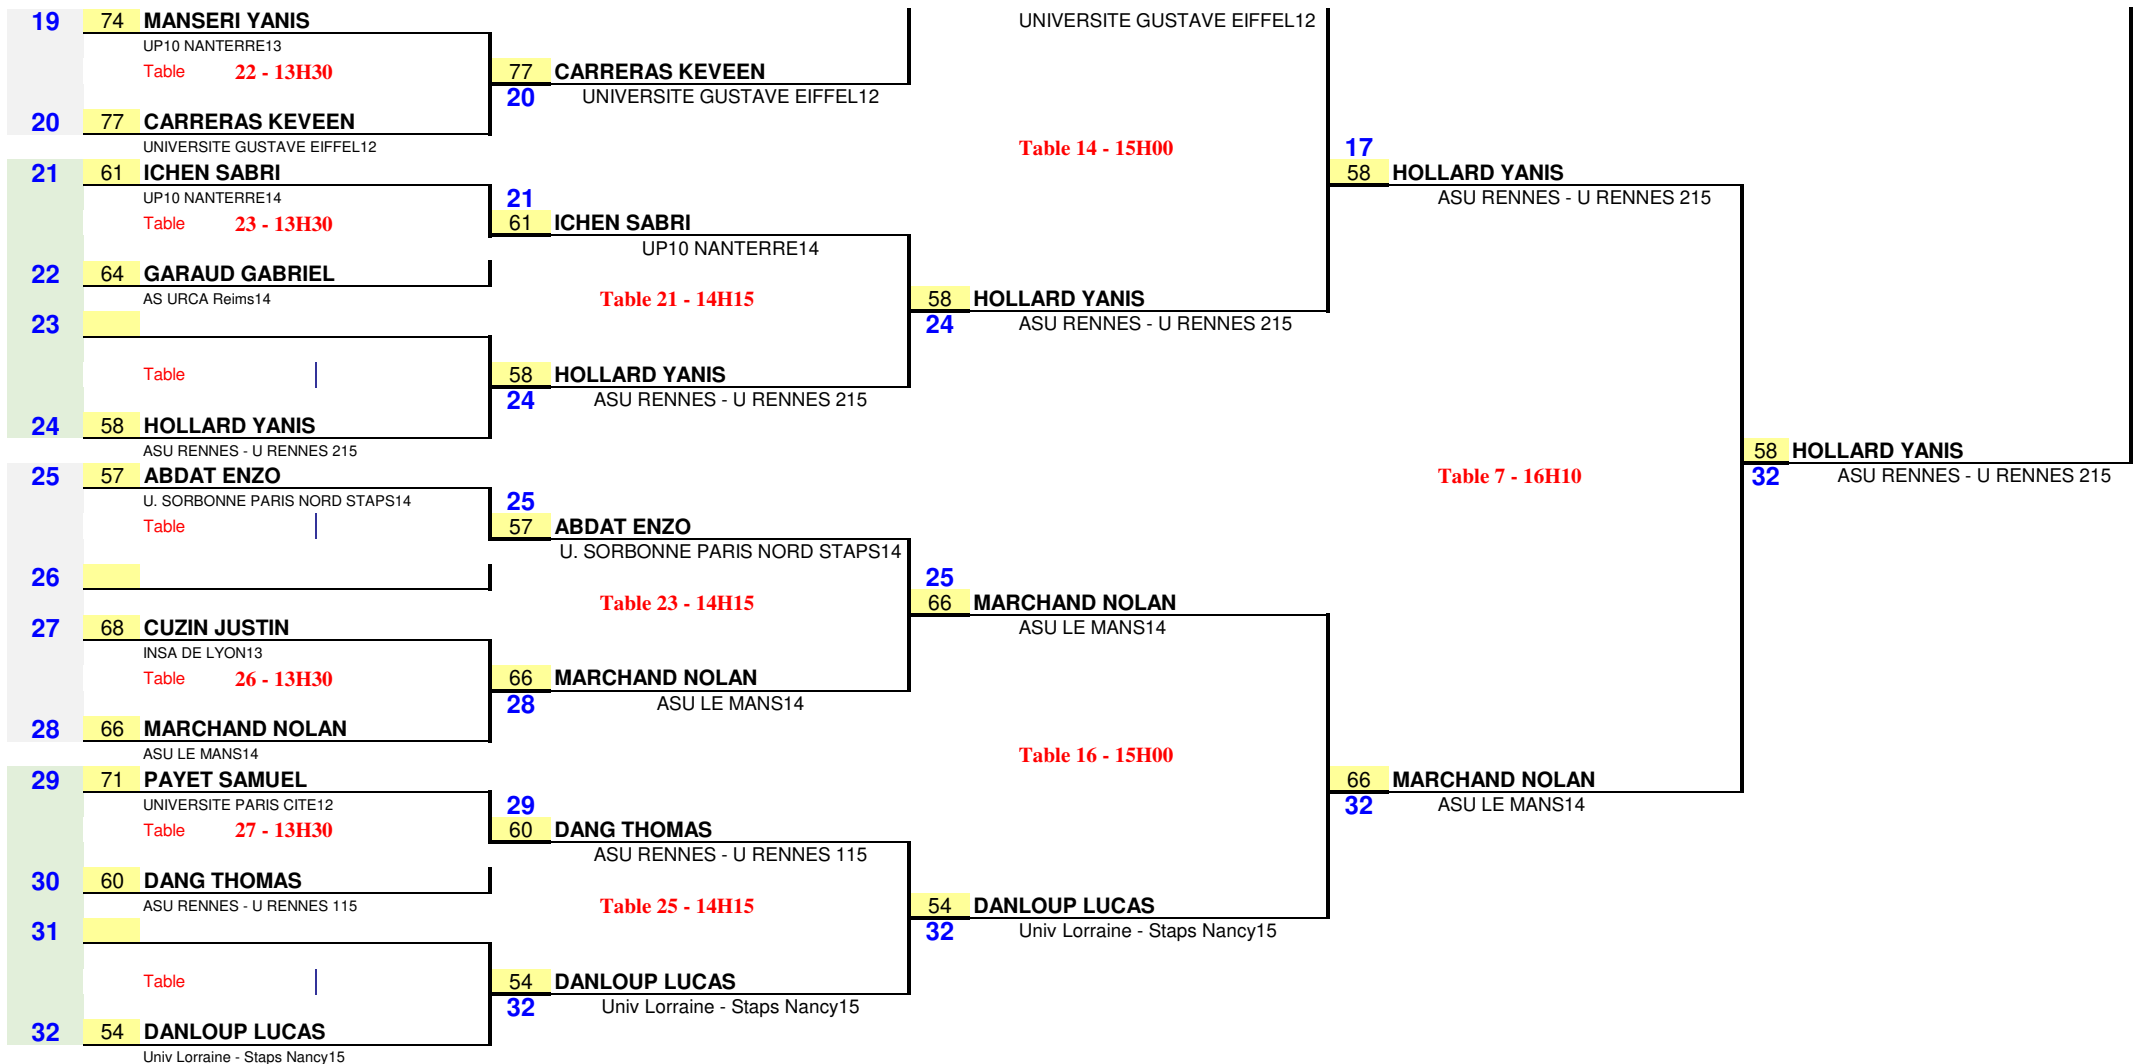 19 74 MANSERI YANIS UNIVERSITE GUSTAVE EIFFEL12
UP10 NANTERRE13
Table 22 - 13H30 77 CARRERAS KEVEEN
20 UNIVERSITE GUSTAVE EIFFEL12
20 77 CARRERAS KEVEEN
UNIVERSITE GUSTAVE EIFFEL12 Table 14 - 15H00 17
21 61 ICHEN SABRI 58 HOLLARD YANIS
UP10 NANTERRE14 21 ASU RENNES - U RENNES 215
Table 23 - 13H30 61 ICHEN SABRI
UP10 NANTERRE14
22 64 GARAUD GABRIEL
AS URCA Reims14 Table 21 - 14H15 58 HOLLARD YANIS
23 24 ASU RENNES - U RENNES 215
Table 58 HOLLARD YANIS
24 ASU RENNES - U RENNES 215
24 58 HOLLARD YANIS
ASU RENNES - U RENNES 215 58 HOLLARD YANIS
25 57 ABDAT ENZO Table 7 - 16H10 32 ASU RENNES - U RENNES 215
U. SORBONNE PARIS NORD STAPS14 25
Table 57 ABDAT ENZO
U. SORBONNE PARIS NORD STAPS14
26 25
Table 23 - 14H15 66 MARCHAND NOLAN
27 68 CUZIN JUSTIN ASU LE MANS14
INSA DE LYON13
Table 26 - 13H30 66 MARCHAND NOLAN
28 ASU LE MANS14
28 66 MARCHAND NOLAN
ASU LE MANS14 Table 16 - 15H00
29 71 PAYET SAMUEL 66 MARCHAND NOLAN
UNIVERSITE PARIS CITE12 29 32 ASU LE MANS14
Table 27 - 13H30 60 DANG THOMAS
ASU RENNES - U RENNES 115
30 60 DANG THOMAS
ASU RENNES - U RENNES 115 Table 25 - 14H15 54 DANLOUP LUCAS
31 32 Univ Lorraine - Staps Nancy15
Table 54 DANLOUP LUCAS
32 Univ Lorraine - Staps Nancy15
32 54 DANLOUP LUCAS
Univ Lorraine - Staps Nancy15